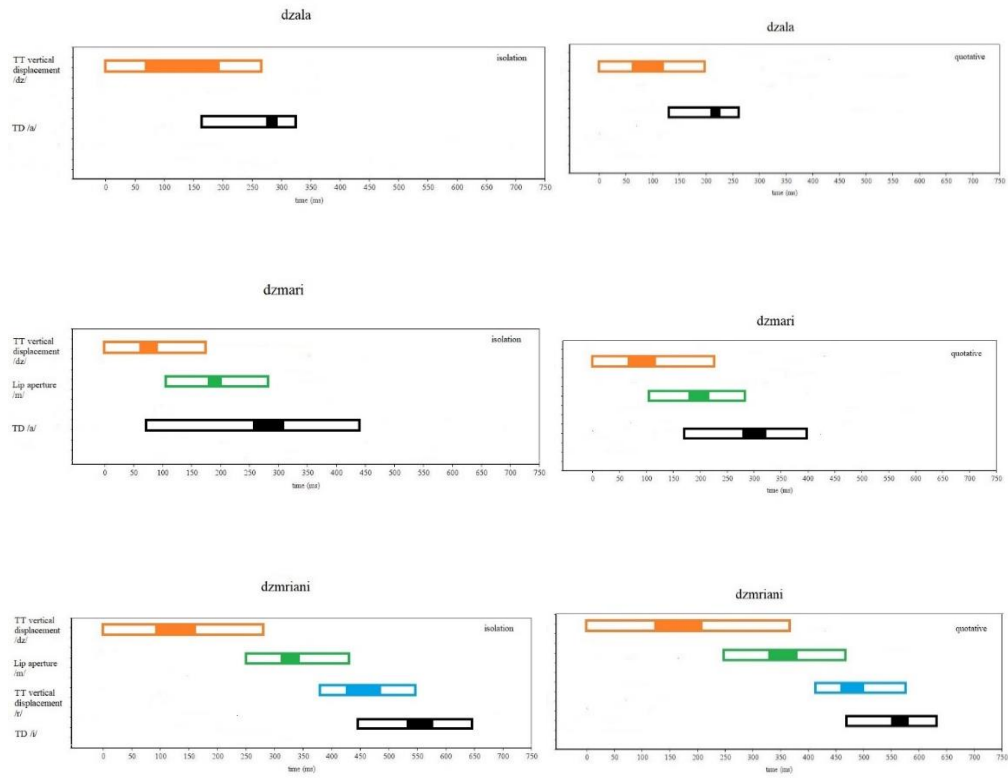 dzala
TT vertical
displacement
/dz/
isolation
TD /a/
0 50 100 150 200 250 300 350 400 450 500 550 600 650 700 750
time (ms)
dzala
quotative
0 50 100 150 200 250 300 350 400 450 500 550 600 650 700 750
time (ms)
dzmari
TT vertical
displacement
/dz/
isolation
Lip aperture
/m/
TD /a/
0 50 100 150 200 250 300 350 400 450 500 550 600 650 700 750
time (ms)
dzmari
quotative
0 50 100 150 200 250 300 350 400 450 500 550 600 650 700 750
time (ms)
dzmriani
TT vertical
displacement
/dz/
isolation
Lip aperture
/m/
TT vertical
displacement
/r/
TD /i/
0 50 100 150 200 250 300 350 400 450 500 550 600 650 700 750
time (ms)
dzmriani
quotative
0 50 100 150 200 250 300 350 400 450 500 550 600 650 700 750
time (ms)